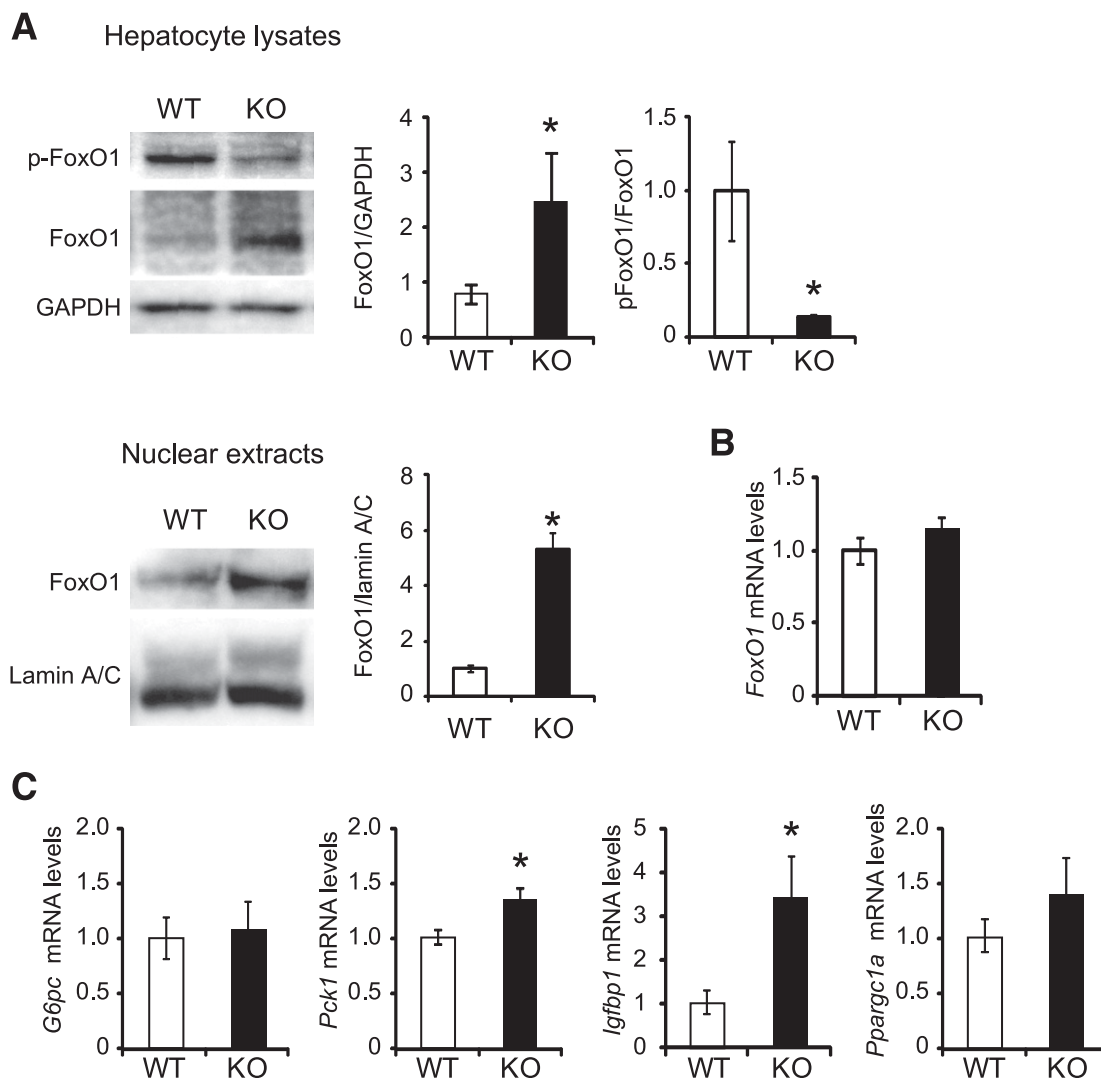 A
Hepatocyte lysates
WT KO
p-FoxO1
FoxO1
GAPDH
FoxO1/GAPDH
4
3
2
1
0
*
WT KO
pFoxO1/FoxO1
1.5
1.0
0.5
0
*
WT KO
Nuclear extracts
WT KO
FoxO1
Lamin A/C
FoxO1/lamin A/C
8
6
4
2
0
*
WT KO
B
FoxO1 mRNA levels
1.5
1.0
0.5
0
WT KO
C
G6pc mRNA levels
2.0
1.5
1.0
0.5
0
WT KO
Pck1 mRNA levels
2.0
1.5
1.0
0.5
0
*
WT KO
Igfbp1 mRNA levels
5
4
3
2
1
0
*
WT KO
Ppargc1a mRNA levels
2.0
1.5
1.0
0.5
0
WT KO